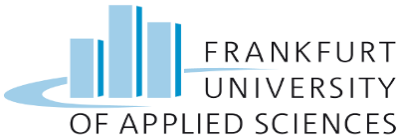 FRANKFURT
UNIVERSITY
OF APPLIED SCIENCES